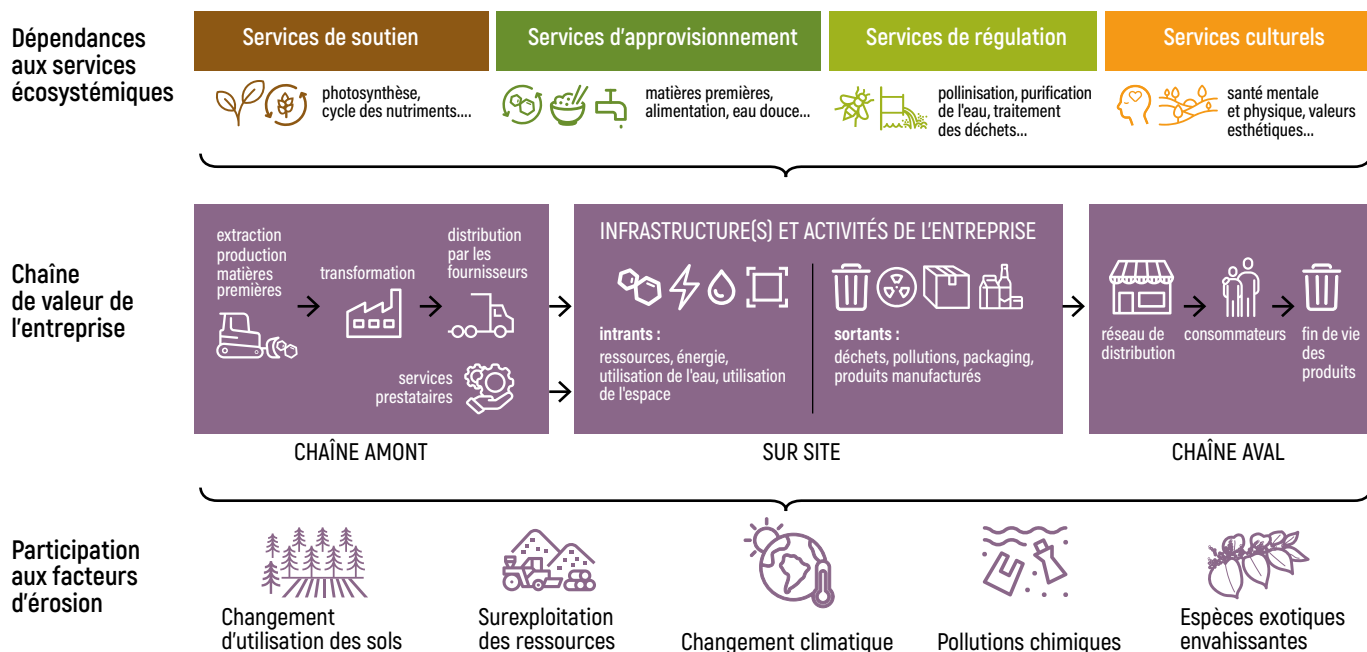 Dépendances
aux services
écosystémiques
Services de soutien
photosynthèse,
cycle des nutriments....
Services d'approvisionnement
matières premières,
alimentation, eau douce...
Services de régulation
pollinisation, purification
de l'eau, traitement
des déchets...
Services culturels
santé mentale
et physique, valeurs
esthétiques...
Chaîne
de valeur de
l'entreprise
extraction
production
matières
premières
transformation
distribution
par les
fournisseurs
services
prestataires
CHAÎNE AMONT
INFRASTRUCTURE(S) ET ACTIVITÉS DE L'ENTREPRISE
intrants :
ressources, énergie,
utilisation de l'eau, utilisation
de l'espace
sortants :
déchets, pollutions, packaging,
produits manufacturés
SUR SITE
réseau de
distribution
consommateurs
fin de vie
des
produits
CHAÎNE AVAL
Participation
aux facteurs
d'érosion
Changement
d'utilisation des sols
Surexploitation
des ressources
Changement climatique
Pollutions chimiques
Espèces exotiques
envahissantes